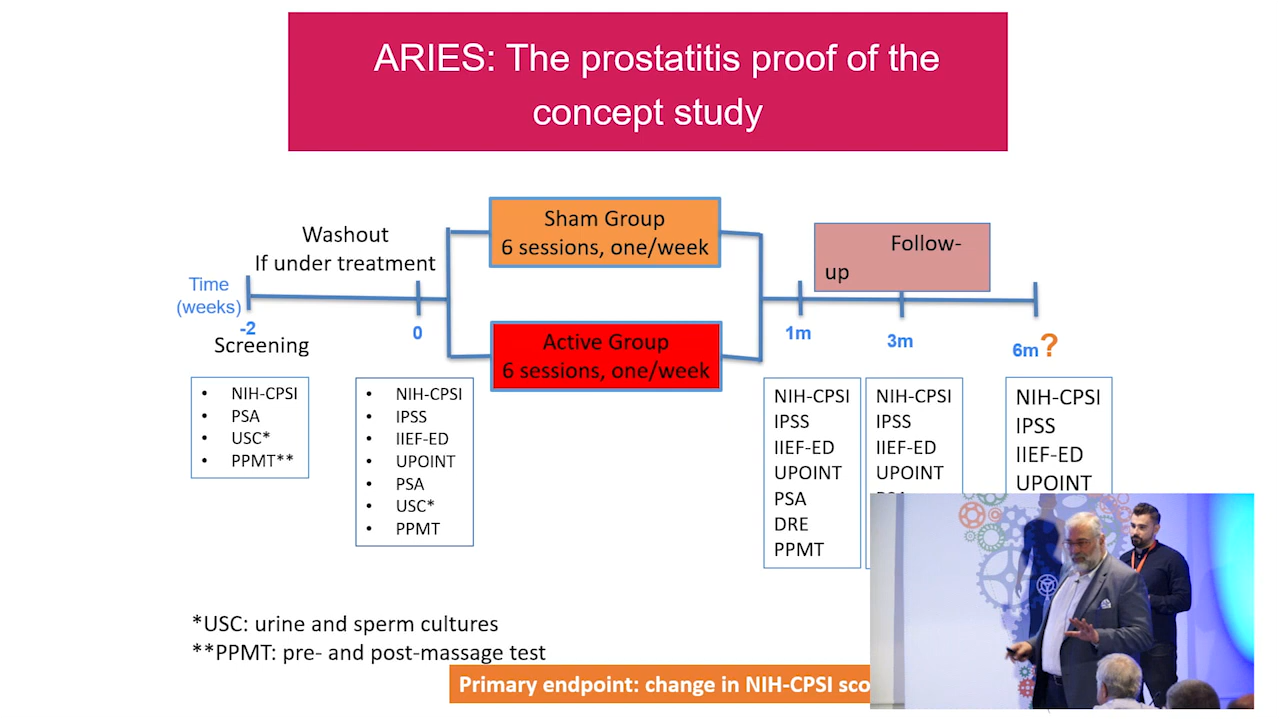 ARIES: The prostatitis proof of the
concept study
Washout
If under treatment
Sham Group
6 sessions, one/week
Follow-
up
Time
(weeks)
-2
0
Active Group
6 sessions, one/week
1m
3m
6m?
Screening
• NIH-CPSI
• PSA
• USC*
• PPMT**
• NIH-CPSI
• IPSS
• IIEF-ED
• UPOINT
• PSA
• USC*
• PPMT
NIH-CPSI
IPSS
IIEF-ED
UPOINT
PSA
DRE
PPMT
NIH-CPSI
IPSS
IIEF-ED
UPOINT
NIH-CPSI
IPSS
IIEF-ED
UPOINT
*USC: urine and sperm cultures
**PPMT: pre- and post-massage test
Primary endpoint: change in NIH-CPSI sco